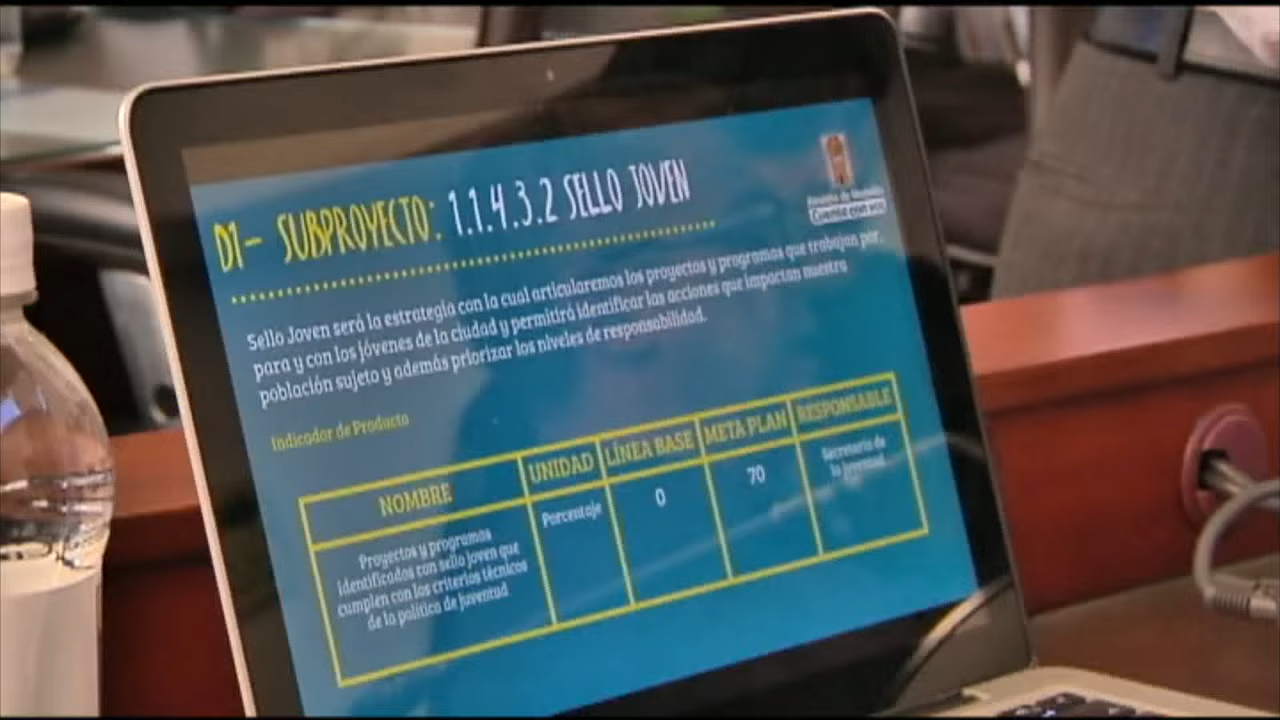 D1- SUBPROYECTO: 1.1.4.3.2 SELLO JOVEN
Cuenta con vos
Sello Joven será la estrategia con la cual articularemos los proyectos y programas que trabajan por,
para y con los jóvenes de la ciudad y permitirá identificar las acciones que impactan nuestra
población sujeto y además priorizar los niveles de responsabilidad.
Indicador de Producto
NOMBRE UNIDAD LÍNEA BASE META PLAN RESPONSABLE
Proyectos y programas
identificados con sello joven que
cumplen con los criterios técnicos
de la política de juventud
Porcentaje
0
70
Secretaría de
la juventud